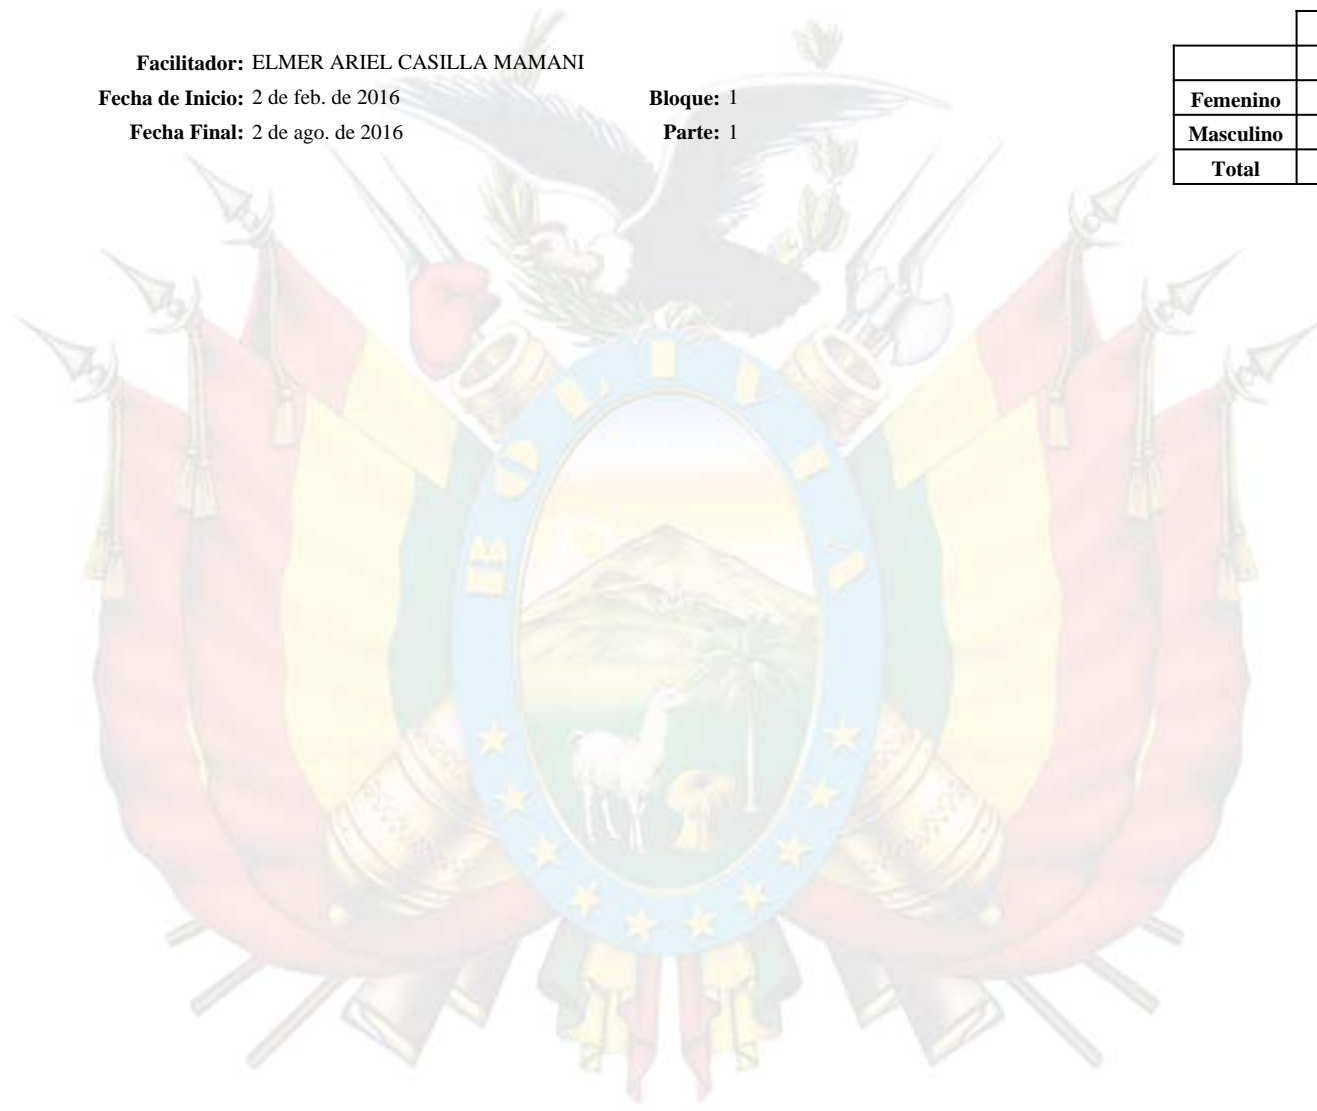 Facilitador: ELMER ARIEL CASILLA MAMANI
Fecha de Inicio: 2 de feb. de 2016 Bloque: 1
Fecha Final: 2 de ago. de 2016 Parte: 1
Femenino
Masculino
Total
BOLIVIA